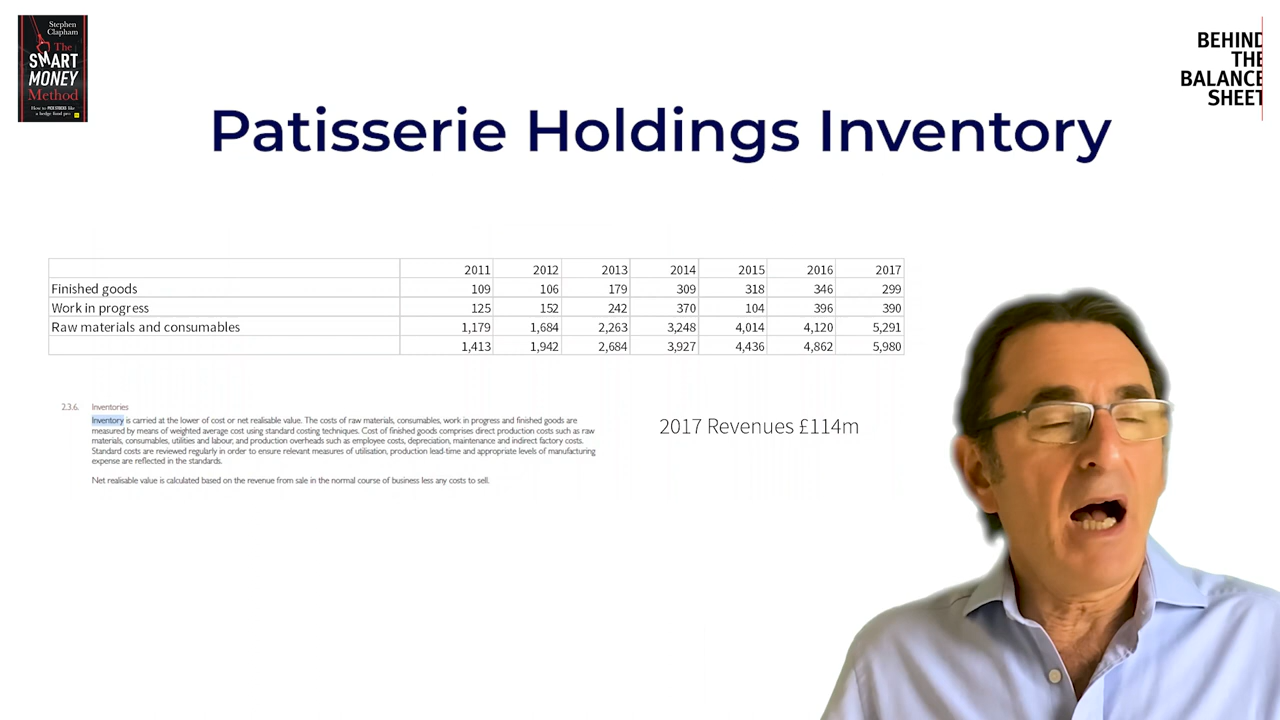 Stephen
Clapham
The
SMART
MONEY
Method
How to PICK STOCKS like
a hedge fund pro
BEHIND
THE
BALANCE
SHEET
Patisserie Holdings Inventory
2011 2012 2013 2014 2015 2016 2017
Finished goods 109 106 179 309 318 346 299
Work in progress 125 152 242 370 104 396 390
Raw materials and consumables 1,179 1,684 2,263 3,248 4,014 4,120 5,291
1,413 1,942 2,684 3,927 4,436 4,862 5,980
2.3.6. Inventories
Inventory is carried at the lower of cost or net realisable value. The costs of raw materials, consumables, work in progress and finished goods are
measured by means of weighted average cost using standard costing techniques. Cost of finished goods comprises direct production costs such as raw
materials, consumables, utilities and labour, and production overheads such as employee costs, depreciation, maintenance and indirect factory costs.
Standard costs are reviewed regularly in order to ensure relevant measures of utilisation, production lead-time and appropriate levels of manufacturing
expense are reflected in the standards.
Net realisable value is calculated based on the revenue from sale in the normal course of business less any costs to sell.
2017 Revenues £114m